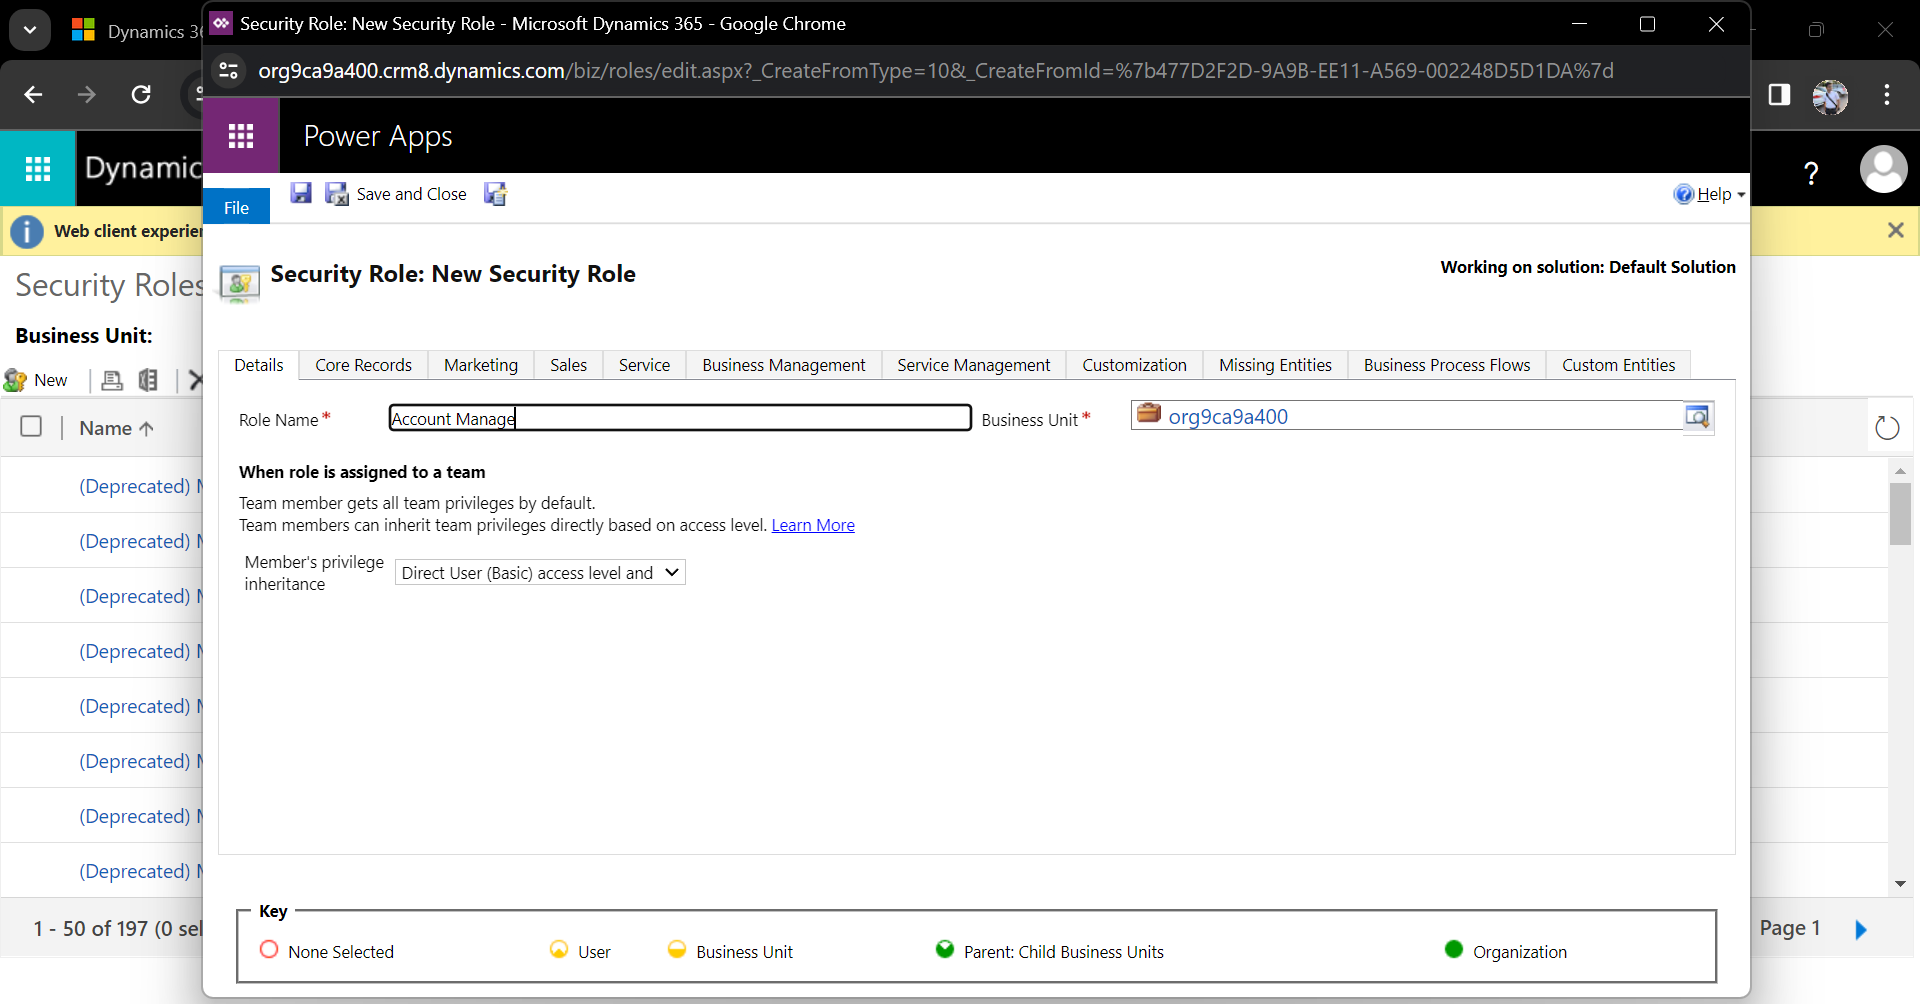 Dynamics 36
Security Role: New Security Role - Microsoft Dynamics 365 - Google Chrome
org9ca9a400.crm8.dynamics.com/biz/roles/edit.aspx?_CreateFromType=10&_CreateFromId=%7b477D2F2D-9A9B-EE11-A569-002248D5D1DA%7d
Dynamic
Power Apps
?
File
Save and Close
Help
Web client experier
Security Roles
Security Role: New Security Role
Working on solution: Default Solution
Business Unit:
New
Details Core Records Marketing Sales Service Business Management Service Management Customization Missing Entities Business Process Flows Custom Entities
Name
Role Name * Account Manage Business Unit * org9ca9a400
When role is assigned to a team
Team member gets all team privileges by default.
Team members can inherit team privileges directly based on access level. Learn More
Member's privilege
inheritance
Direct User (Basic) access level and
(Deprecated) M
(Deprecated) M
(Deprecated) M
(Deprecated) M
(Deprecated) M
(Deprecated) M
(Deprecated) M
(Deprecated) M
1 - 50 of 197 (0 sel
Page 1
Key
None Selected User Business Unit Parent: Child Business Units Organization